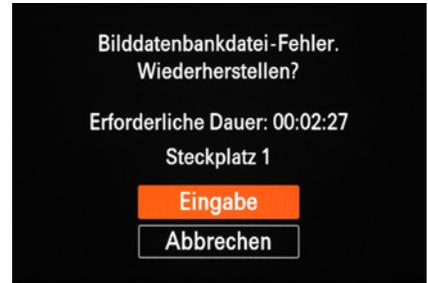 Bilddatenbankdatei-Fehler.
Wiederherstellen?
Erforderliche Dauer: 00:02:27
Steckplatz 1
Eingabe
Abbrechen